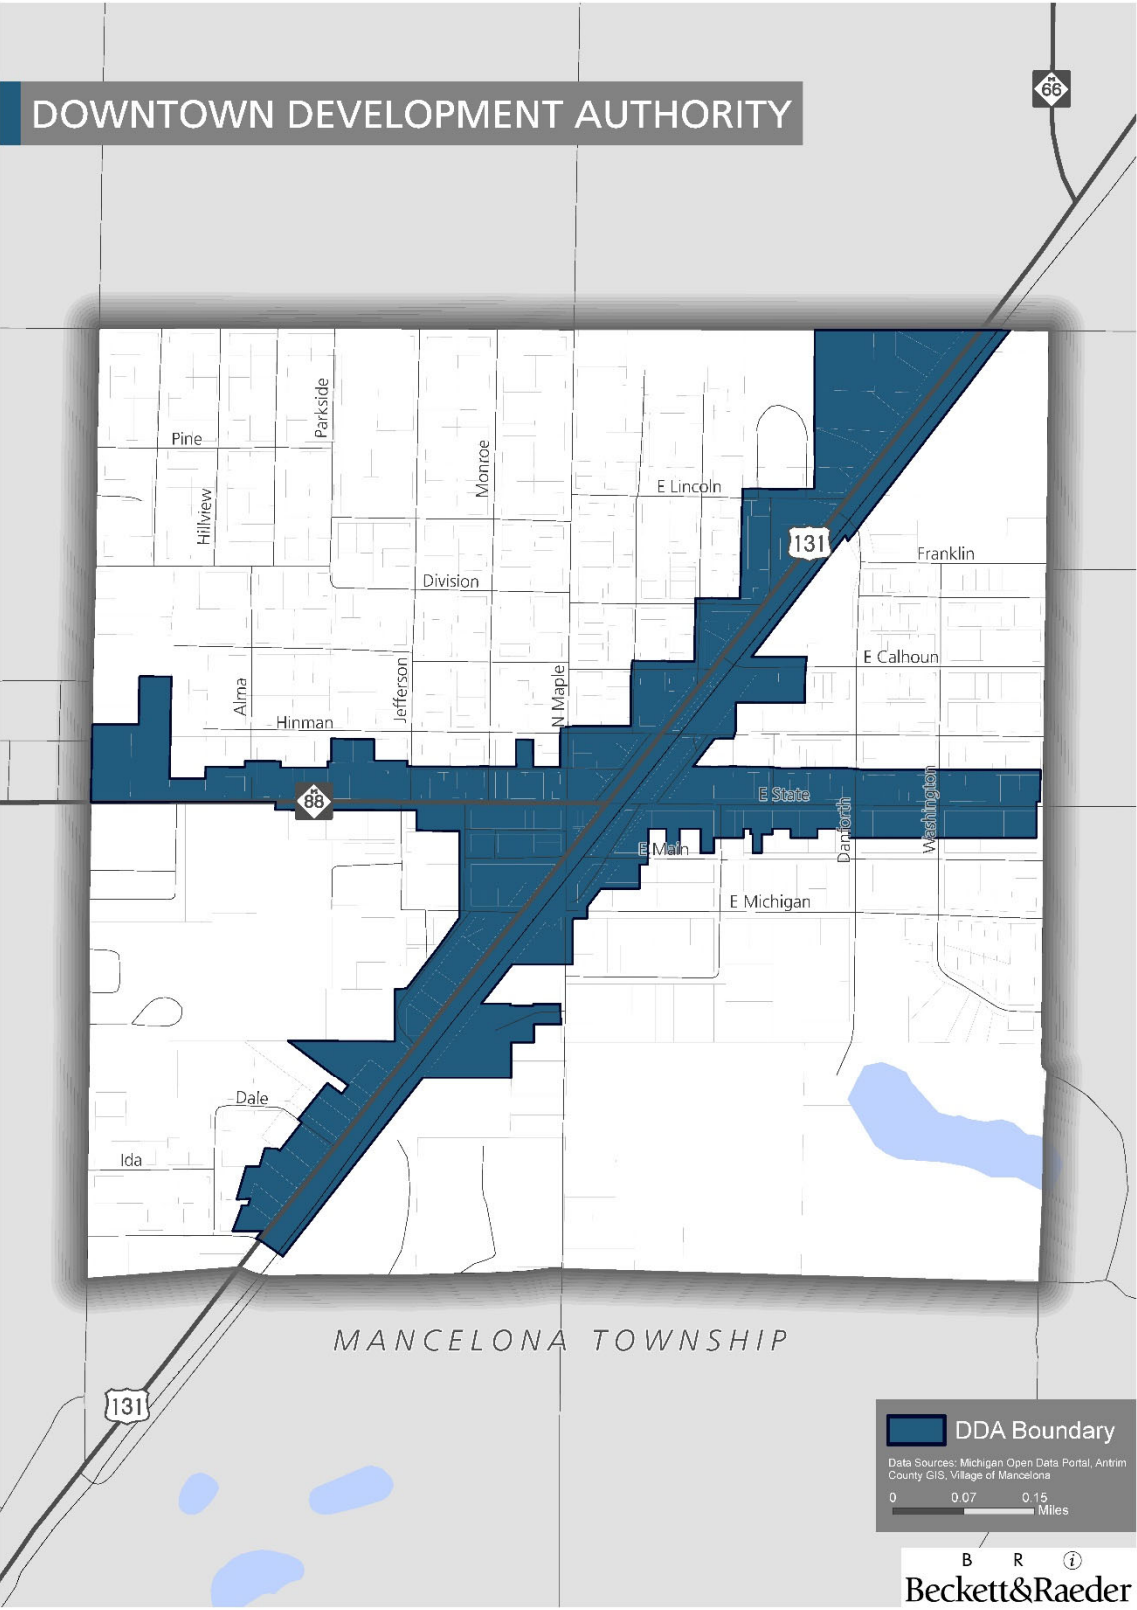 M
66
DOWNTOWN DEVELOPMENT AUTHORITY
Parkside
Pine
Monroe
E Lincoln
Hillview
131
Franklin
Division
E Calhoun
Jefferson
N Maple
Alma
Hinman
M
88
E State
Washington
Danforth
E Main
E Michigan
Dale
Ida
MANCELONA TOWNSHIP
131
DDA Boundary
Data Sources: Michigan Open Data Portal, Antrim
County GIS, Village of Mancelona
0 0.07 0.15
Miles
B R i
Beckett&Raeder